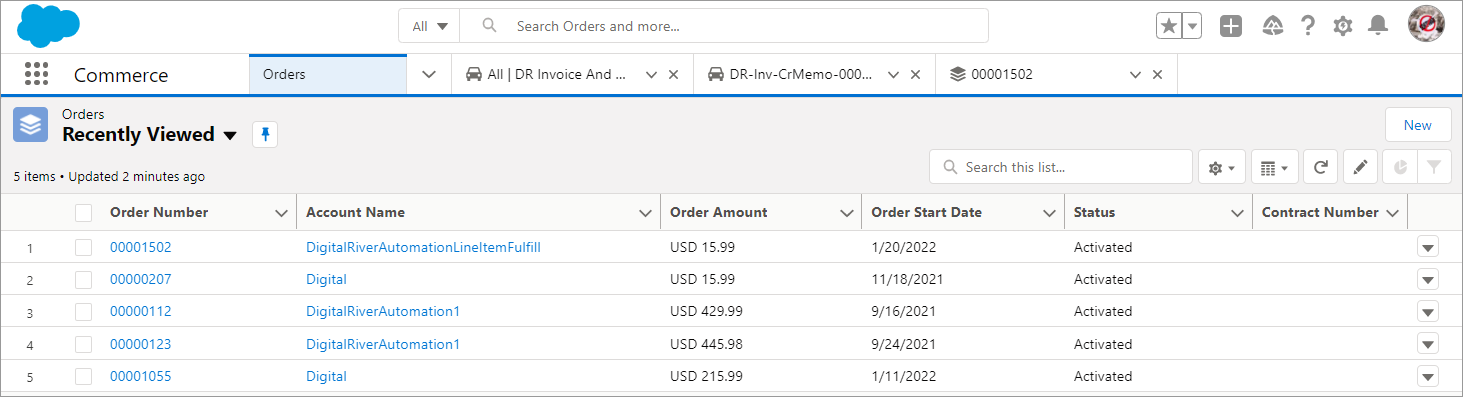 All Search Orders and more...
Commerce Orders All | DR Invoice And ... DR-Inv-CrMemo-000... 00001502
Orders
Recently Viewed
New
5 items • Updated 2 minutes ago
Search this list...
Order Number Account Name Order Amount Order Start Date Status Contract Number
1 00001502 DigitalRiverAutomationLineItemFulfill USD 15.99 1/20/2022 Activated
2 00000207 Digital USD 15.99 11/18/2021 Activated
3 00000112 DigitalRiverAutomation1 USD 429.99 9/16/2021 Activated
4 00000123 DigitalRiverAutomation1 USD 445.98 9/24/2021 Activated
5 00001055 Digital USD 215.99 1/11/2022 Activated